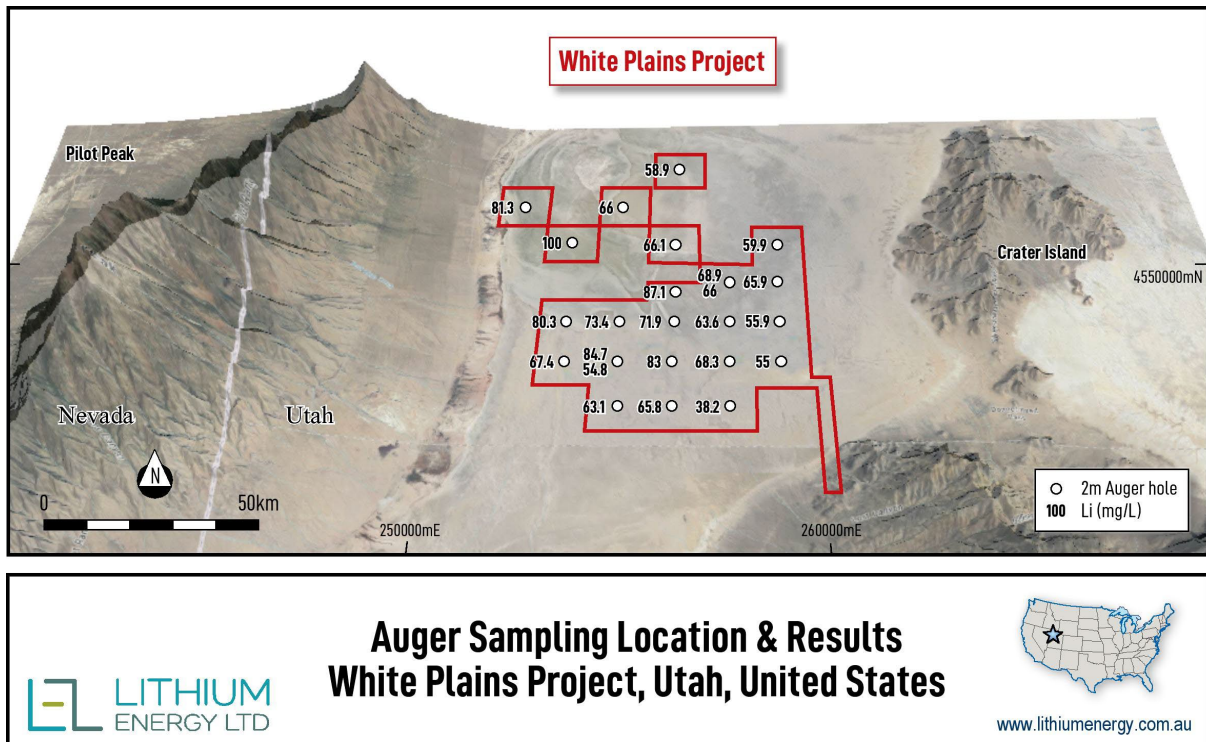 White Plains Project
Pilot Peak
58.9
81.3
66
100
66.1
59.9
Crater Island
4550000mN
68.9
66
65.9
87.1
80.3
73.4
71.9
63.6
55.9
67.4
84.7
54.8
83
68.3
55
63.1
65.8
38.2
Nevada
Utah
N
0
50km
250000mE
260000mE
2m Auger hole
100 Li (mg/L)
Auger Sampling Location & Results
White Plains Project, Utah, United States
LITHIUM
ENERGY LTD
www.lithiumenergy.com.au